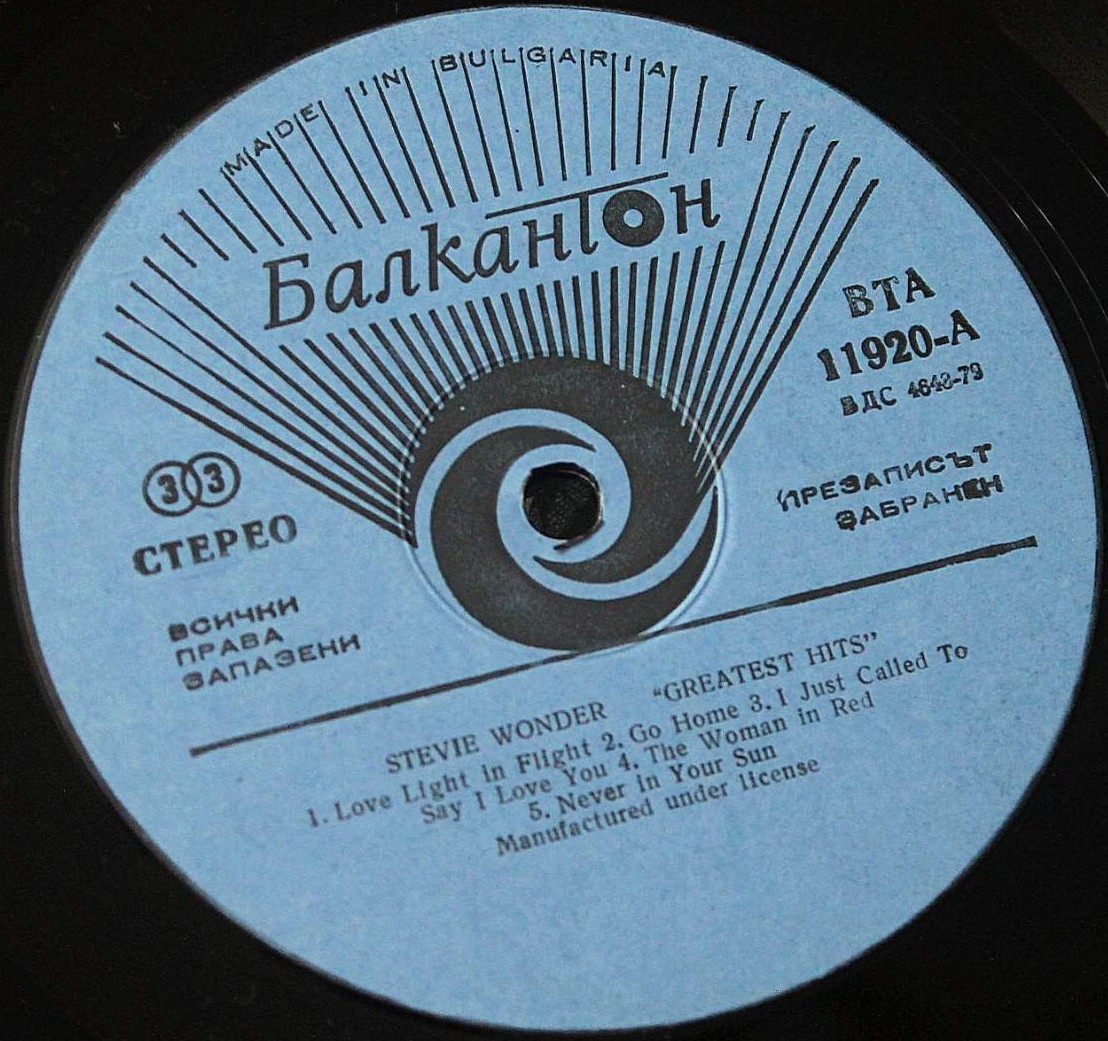 MADE IN BULGARIA
Балкантон
ВТА
11920-А
ВДС 4648-79
33
СТЕРЕО
ПРЕЗАПИСЪТ
ЗАБРАНЕН
ВСИЧКИ
ПРАВА
ЗАПАЗЕНИ
STEVIE WONDER "GREATEST HITS"
1. Love Light in Flight 2. Go Home 3. I Just Called To
Say I Love You 4. The Woman in Red
5. Never in Your Sun
Manufactured under license